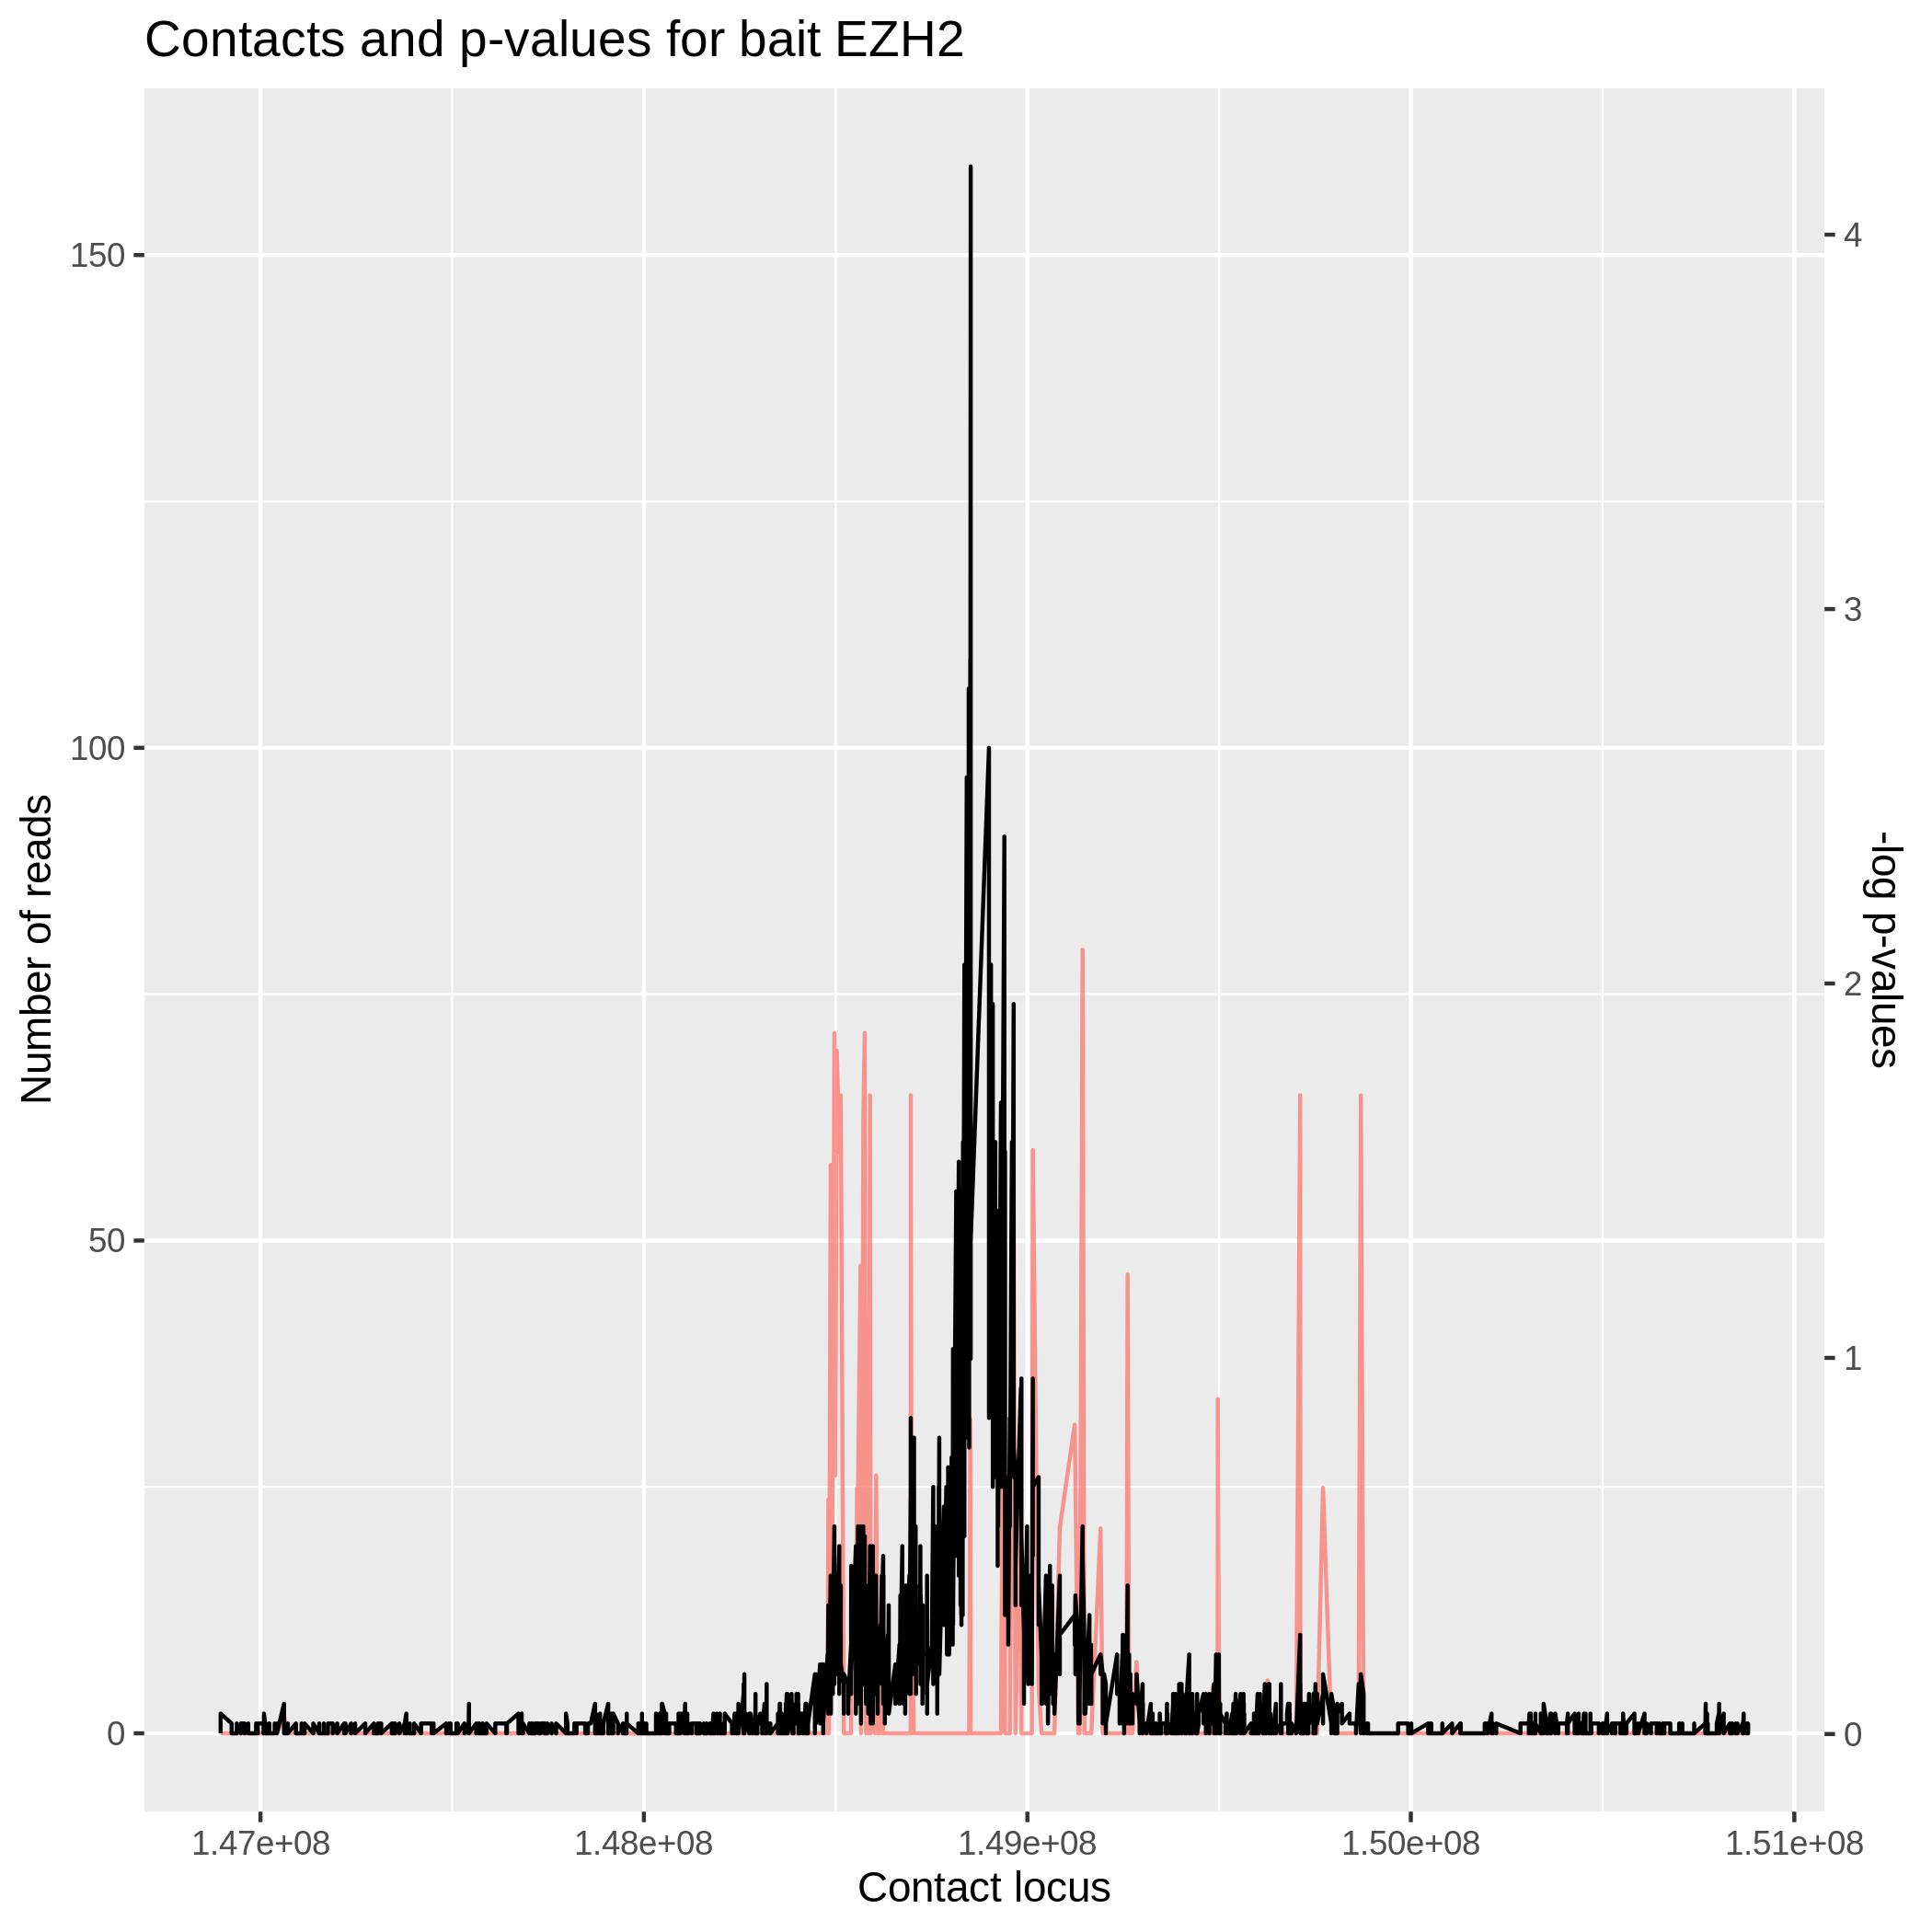 Contacts and p-values for bait EZH2
150
100
50
0
Number of reads
4
3
2
1
0
-log p-values
1.47e+08
1.48e+08
1.49e+08
1.50e+08
1.51e+08
Contact locus